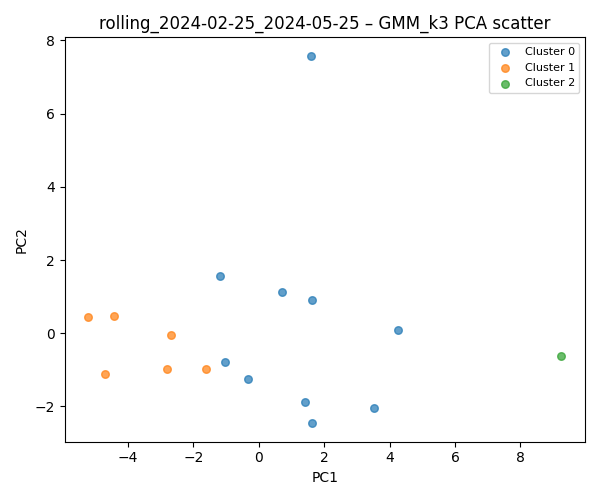 rolling_2024-02-25_2024-05-25 – GMM_k3 PCA scatter
Cluster 0
Cluster 1
Cluster 2
PC2
8
6
4
2
0
−2
−4
−2
0
2
4
6
8
PC1